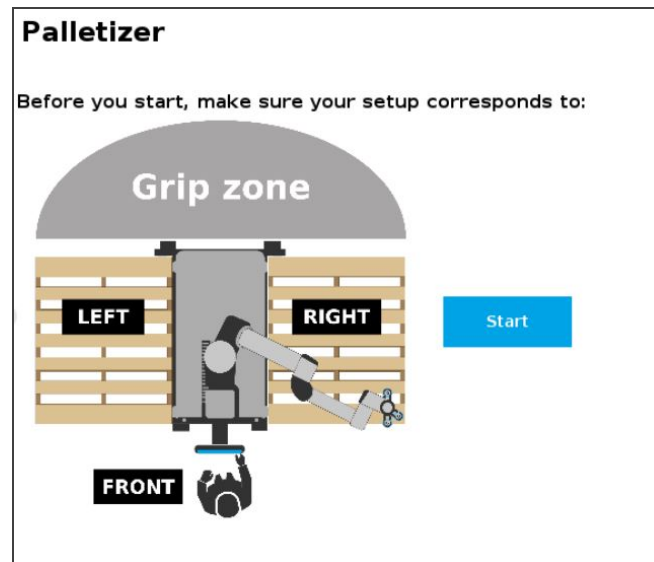 Palletizer
Before you start, make sure your setup corresponds to:
Grip zone
LEFT
RIGHT
Start
FRONT